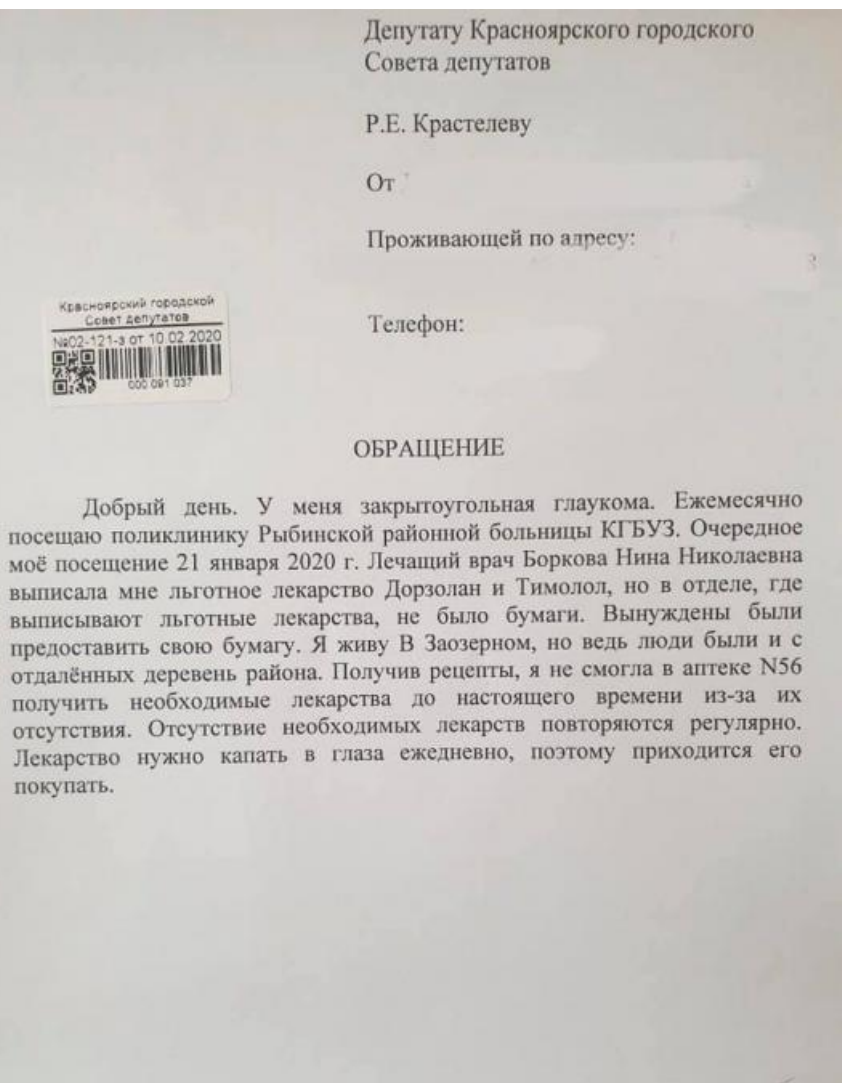 Депутату Красноярского городского
Совета депутатов
Р.Е. Крастелеву
От
Проживающей по адресу:
Телефон:
Красноярский городской
Совет депутатов
№02-121-з от 10.02.2020
000 091 037
ОБРАЩЕНИЕ
Добрый день. У меня закрытоугольная глаукома. Ежемесячно
посещаю поликлинику Рыбинской районной больницы КГБУЗ. Очередное
моё посещение 21 января 2020 г. Лечащий врач Боркова Нина Николаевна
выписала мне льготное лекарство Дорзолан и Тимолол, но в отделе, где
выписывают льготные лекарства, не было бумаги. Вынуждены были
предоставить свою бумагу. Я живу В Заозерном, но ведь люди были и с
отдалённых деревень района. Получив рецепты, я не смогла в аптеке N56
получить необходимые лекарства до настоящего времени из-за их
отсутствия. Отсутствие необходимых лекарств повторяются регулярно.
Лекарство нужно капать в глаза ежедневно, поэтому приходится его
покупать.